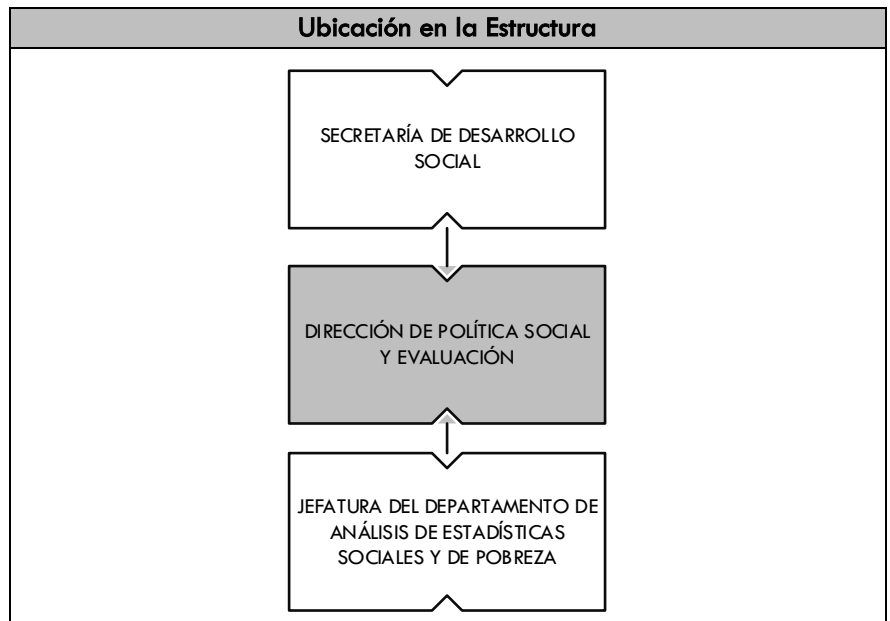 Ubicación en la Estructura
SECRETARÍA DE DESARROLLO
SOCIAL
DIRECCIÓN DE POLÍTICA SOCIAL
Y EVALUACIÓN
JEFATURA DEL DEPARTAMENTO DE
ANÁLISIS DE ESTADÍSTICAS
SOCIALES Y DE POBREZA